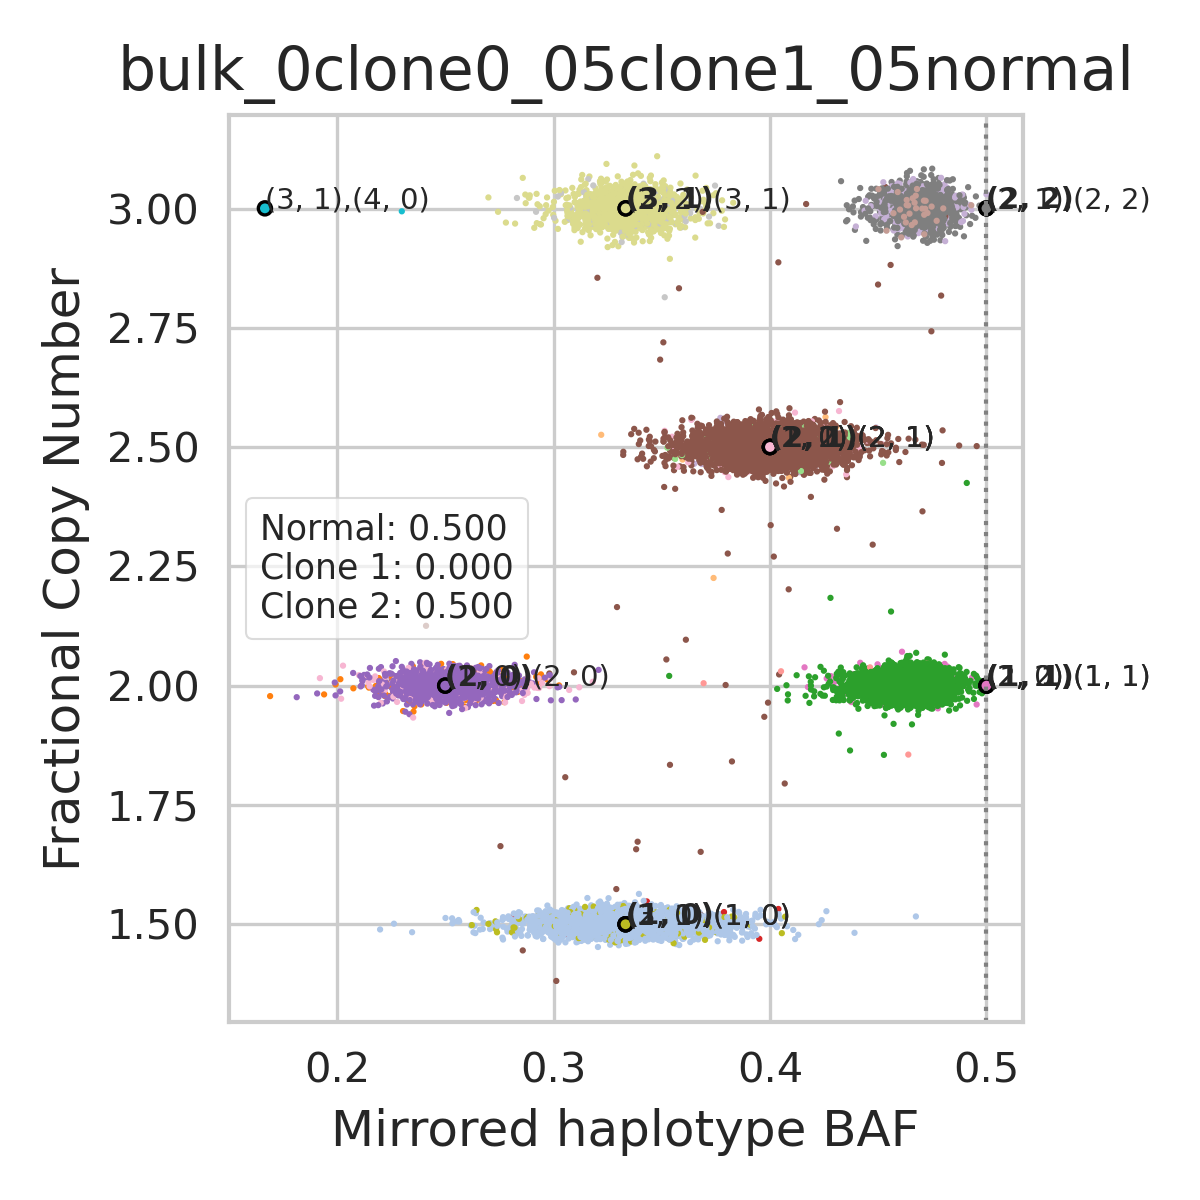 bulk_0clone0_05clone1_05normal
3.00
2.75
2.50
2.25
2.00
1.75
1.50
Fractional Copy Number
(3, 1),(4, 0)
(3, 1)
(2, 2)
(2, 1)
Normal: 0.500
Clone 1: 0.000
Clone 2: 0.500
(2, 0)
(1, 1)
(1, 0)
0.2
0.3
0.4
0.5
Mirrored haplotype BAF